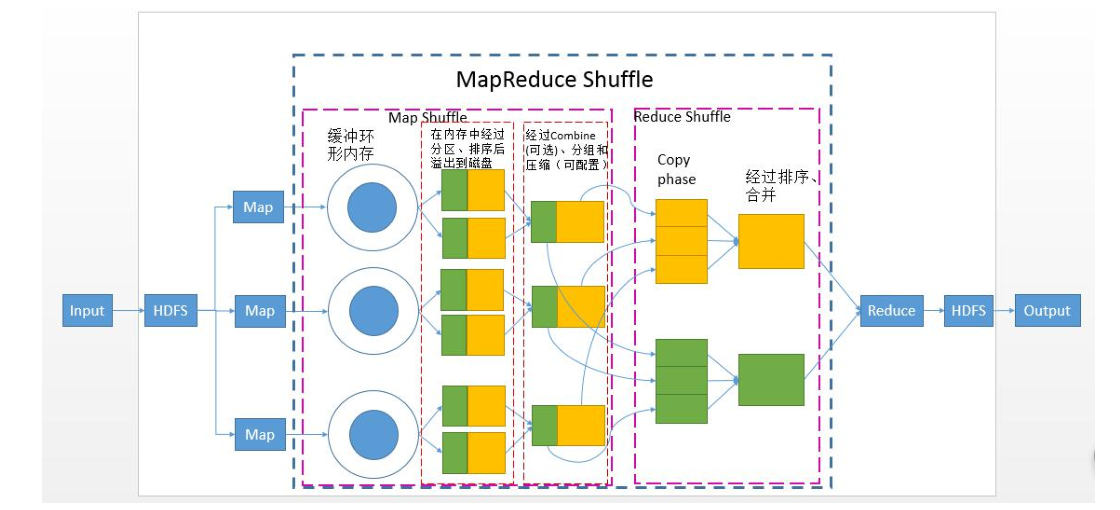 MapReduce Shuffle
Map Shuffle
Reduce Shuffle
缓冲环
形内存
在内存中经过
分区、排序后
溢出到磁盘
经过Combine
(可选)、分组和
压缩（可配置）
Copy
phase
经过排序、
合并
Map
Input
HDFS
Map
Reduce
HDFS
Output
Map